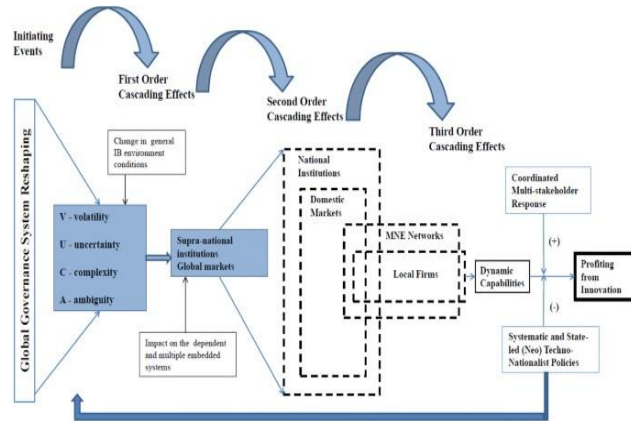 Initiating
Events
First Order
Cascading Effects
Second Order
Cascading Effects
Third Order
Cascading Effects
Global Governance System Reshaping
Change in general
IB environment
conditions
V - volatility
U - uncertainty
C - complexity
A - ambiguity
Supra-national
institutions
Global markets
Impact on the dependent
and multiple embedded
systems
National
Institutions
Domestic
Markets
MNE Networks
Local Firms
Dynamic
Capabilities
Coordinated
Multi-stakeholder
Response
(+)
Profiting
from
Innovation
(-)
Systematic and State-
led (Neo) Techno-
Nationalist Policies